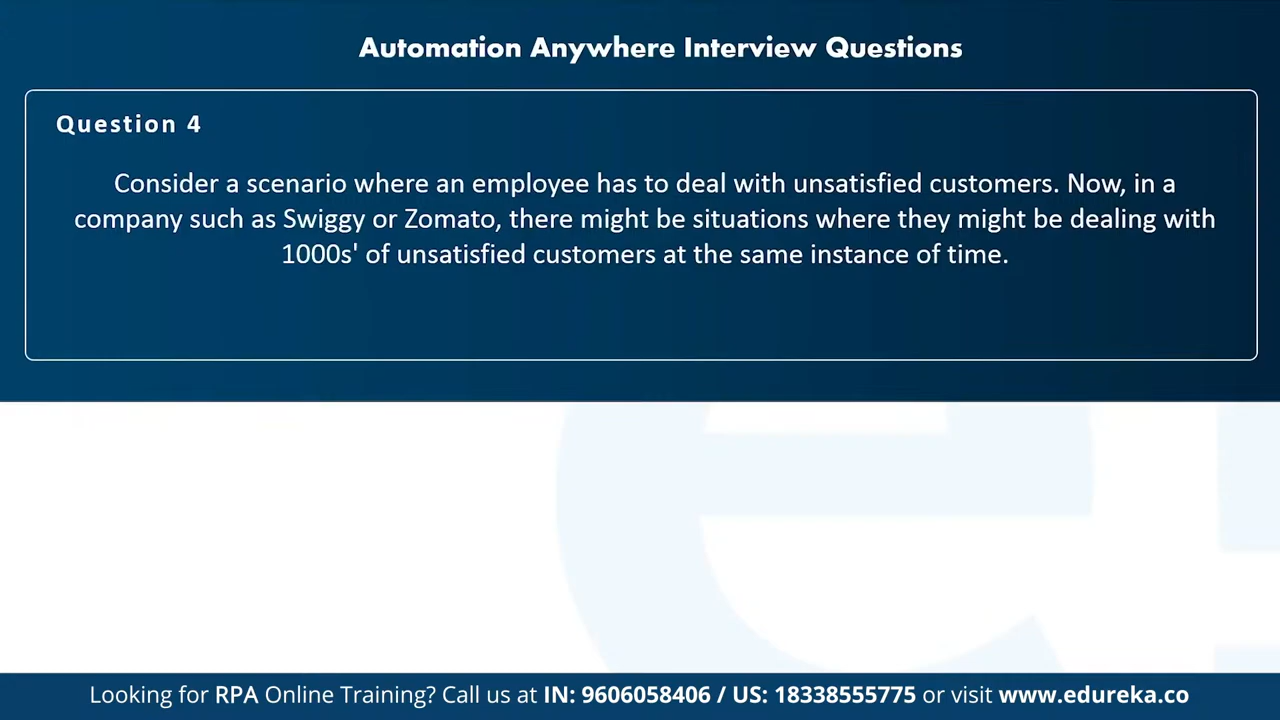 Automation Anywhere Interview Questions
Question 4
Consider a scenario where an employee has to deal with unsatisfied customers. Now, in a
company such as Swiggy or Zomato, there might be situations where they might be dealing with
1000s' of unsatisfied customers at the same instance of time.
Looking for RPA Online Training? Call us at IN: 9606058406 / US: 18338555775 or visit www.edureka.co